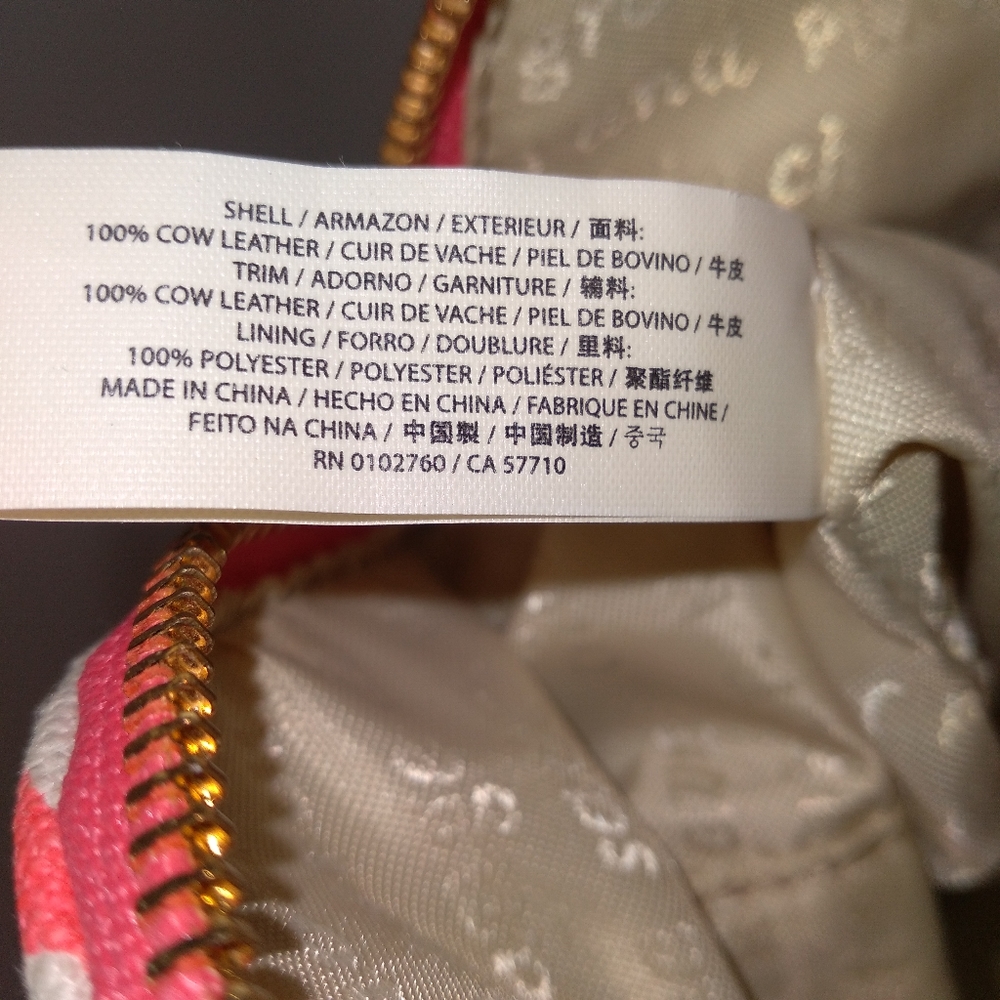 SHELL / ARMAZON / EXTERIEUR / 面料:
100% COW LEATHER / CUIR DE VACHE / PIEL DE BOVINO / 牛皮
TRIM / ADORNO / GARNITURE / 辅料:
100% COW LEATHER / CUIR DE VACHE / PIEL DE BOVINO / 牛皮
LINING / FORRO / DOUBLURE / 里料:
100% POLYESTER / POLYESTER / POLIÉSTER / 聚酯纤维
MADE IN CHINA / HECHO EN CHINA / FABRIQUE EN CHINE /
FEITO NA CHINA / 中国製 / 中国制造 / 중국
RN 0102760 / CA 57710